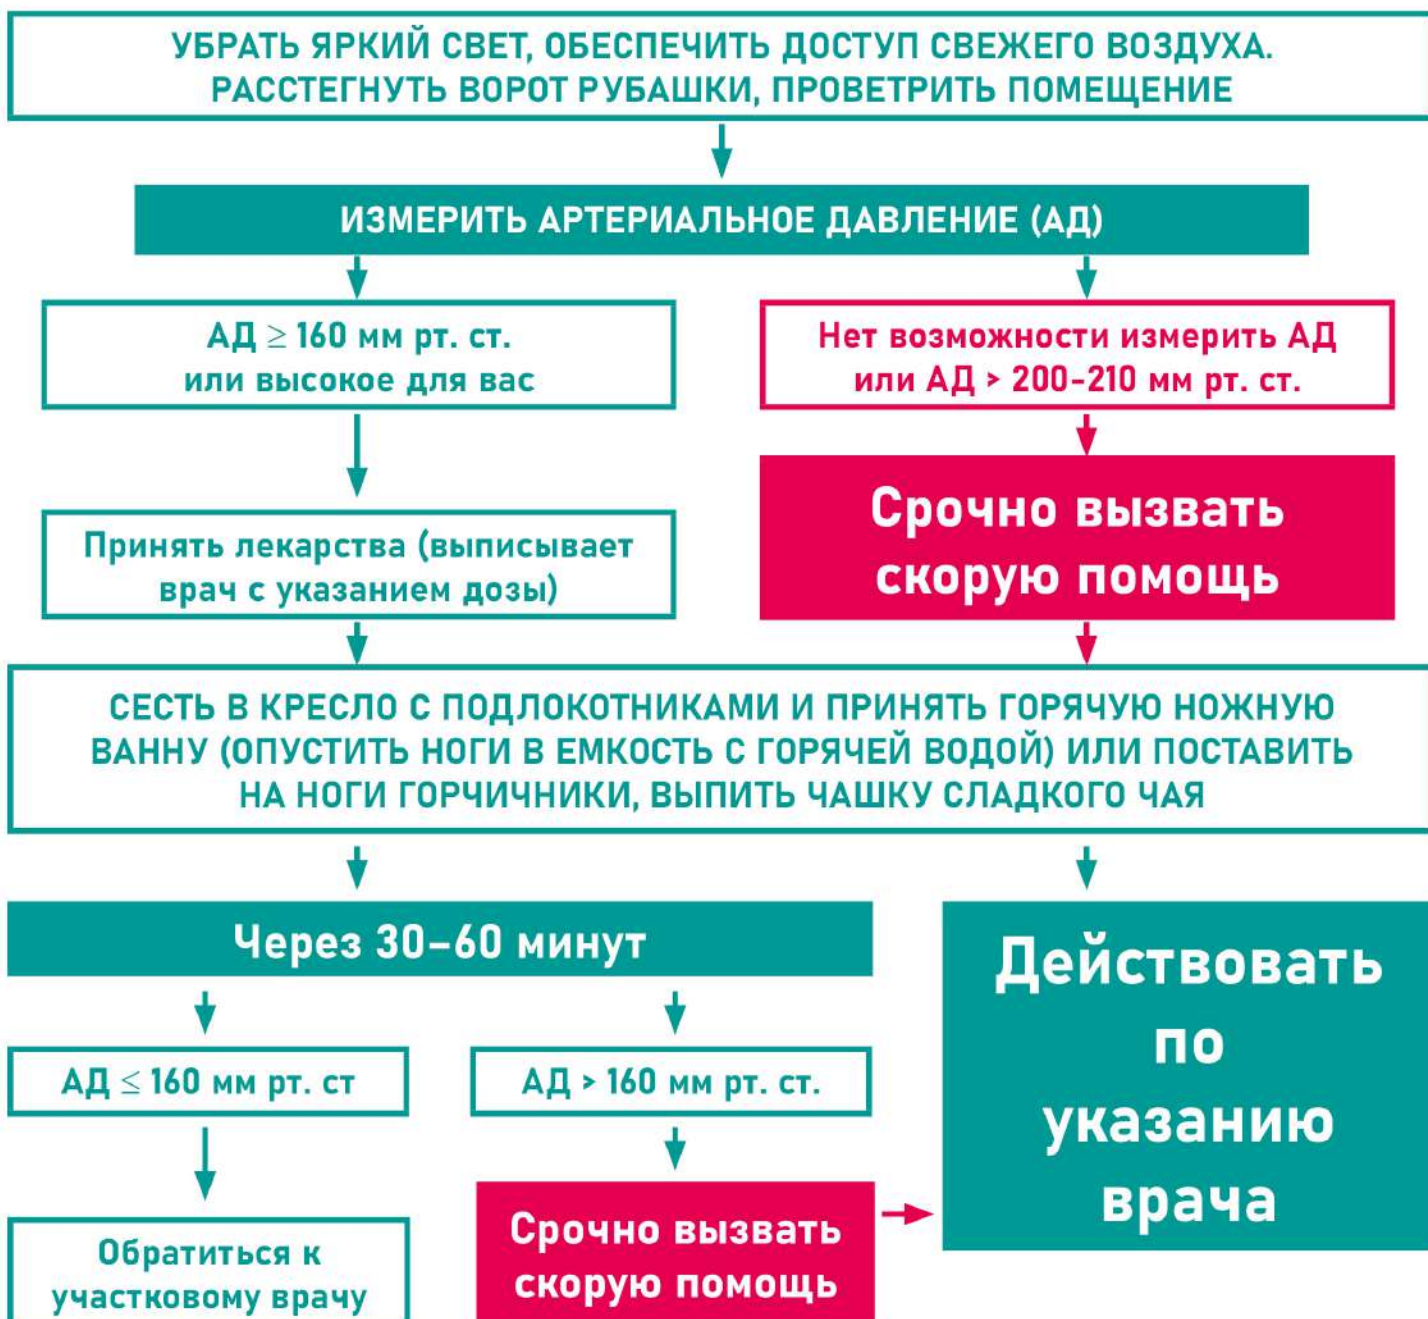 УБРАТЬ ЯРКИЙ СВЕТ, ОБЕСПЕЧИТЬ ДОСТУП СВЕЖЕГО ВОЗДУХА.
РАССТЕГНУТЬ ВОРОТ РУБАШКИ, ПРОВЕТРИТЬ ПОМЕЩЕНИЕ
ИЗМЕРИТЬ АРТЕРИАЛЬНОЕ ДАВЛЕНИЕ (АД)
АД ≥ 160 мм рт. ст.
или высокое для вас
Нет возможности измерить АД
или АД > 200-210 мм рт. ст.
Принять лекарства (выписывает
врач с указанием дозы)
Срочно вызвать
скорую помощь
СЕСТЬ В КРЕСЛО С ПОДЛОКОТНИКАМИ И ПРИНЯТЬ ГОРЯЧУЮ НОЖНУЮ
ВАННУ (ОПУСТИТЬ НОГИ В ЕМКОСТЬ С ГОРЯЧЕЙ ВОДОЙ) ИЛИ ПОСТАВИТЬ
НА НОГИ ГОРЧИЧНИКИ, ВЫПИТЬ ЧАШКУ СЛАДКОГО ЧАЯ
Через 30–60 минут
АД ≤ 160 мм рт. ст
АД > 160 мм рт. ст.
Обратиться к
участковому врачу
Срочно вызвать
скорую помощь
Действовать
по
указанию
врача